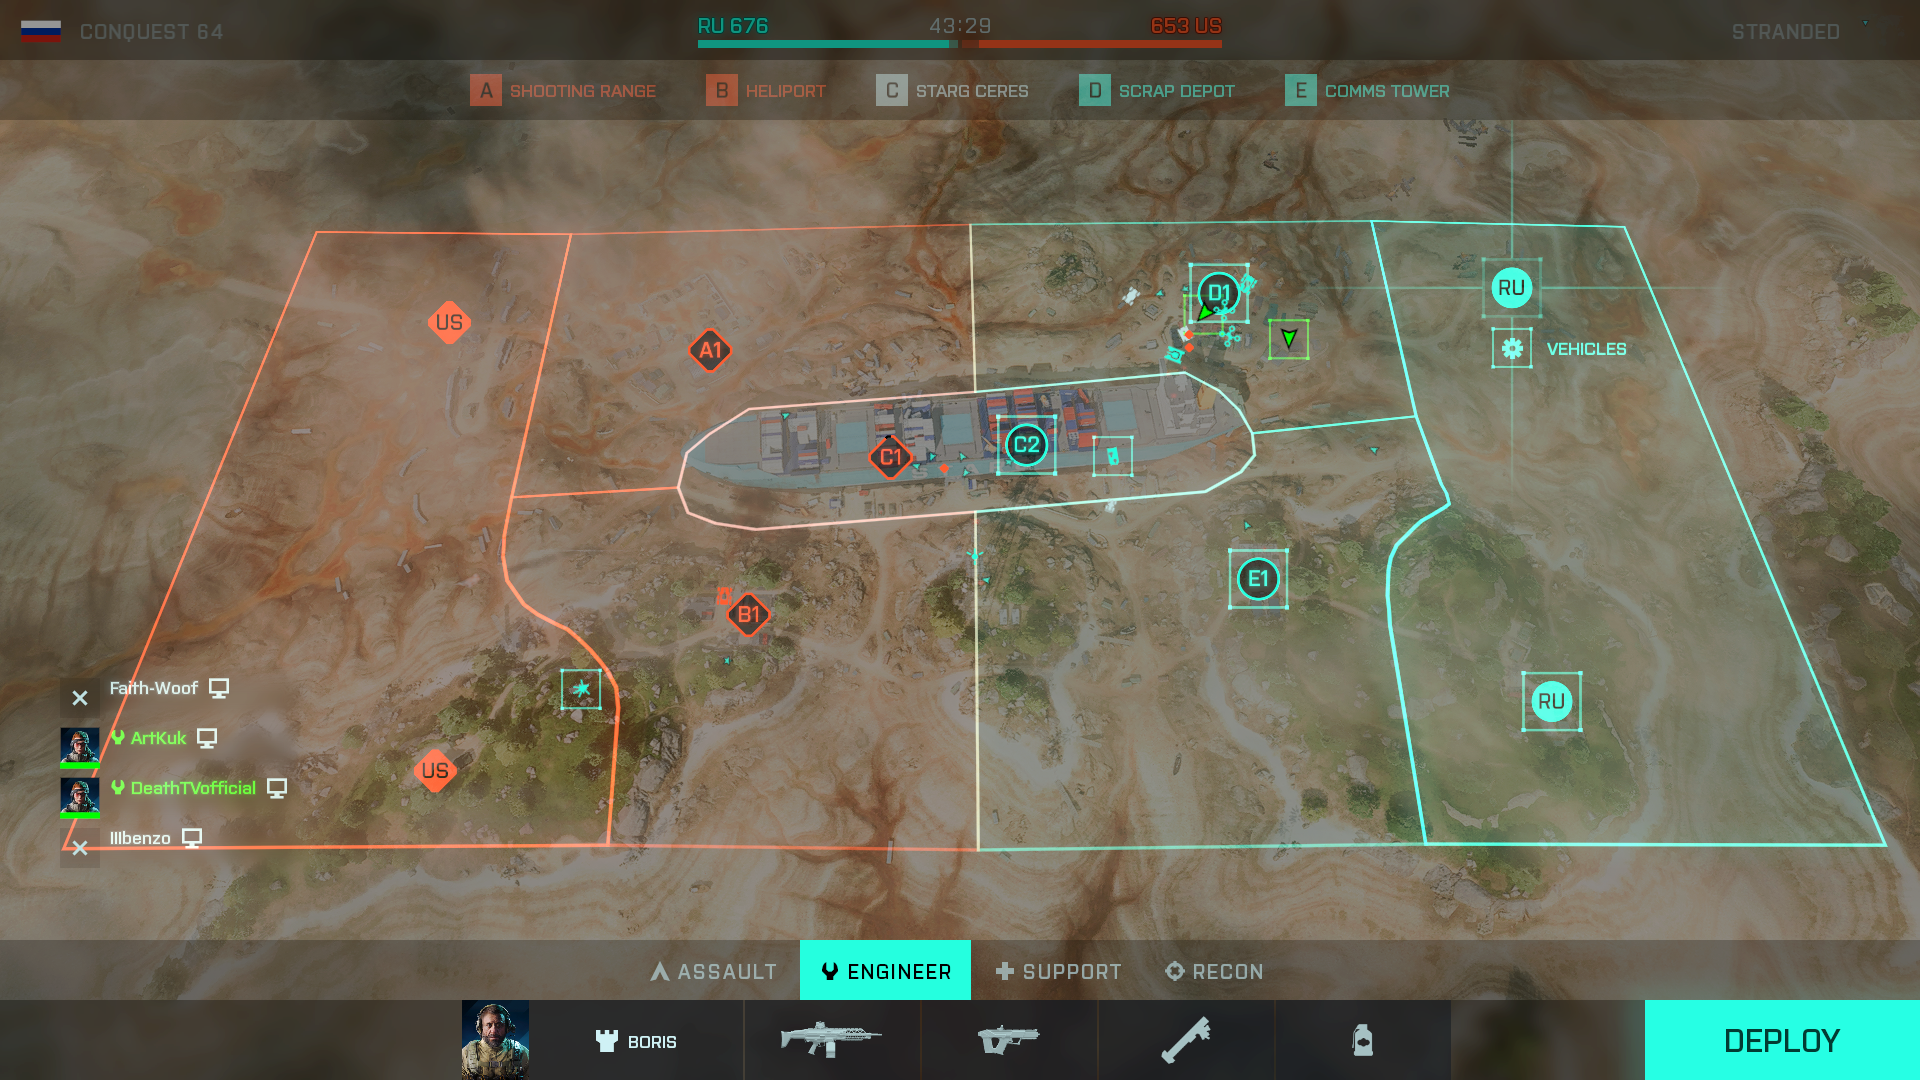 CONQUEST 64
RU 676
43:29
653 US
STRANDED
A SHOOTING RANGE
B HELIPORT
C STARG CERES
D SCRAP DEPOT
E COMMS TOWER
D1
RU
US
A1
VEHICLES
C1
C2
E1
B1
Faith-Woof
RU
ArtKuk
US
DeathTVofficial
Illbenzo
ASSAULT
ENGINEER
SUPPORT
RECON
BORIS
DEPLOY